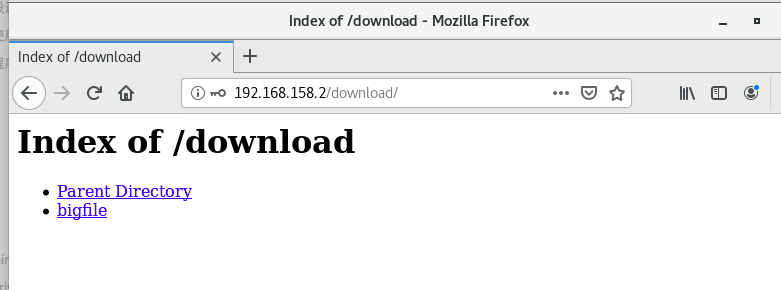 Index of /download - Mozilla Firefox
Index of /download
192.168.158.2/download/
Index of /download
Parent Directory
bigfile